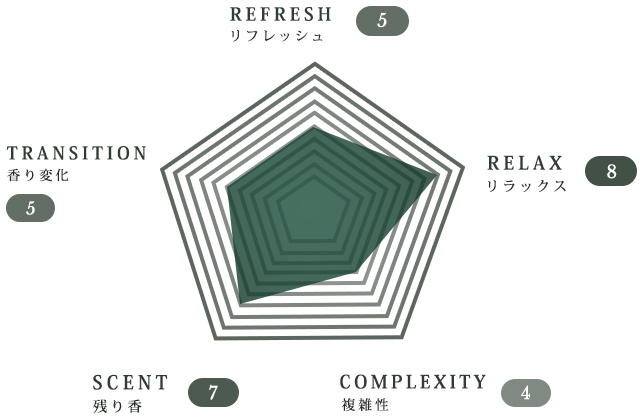 REFRESH 5
リフレッシュ
TRANSITION
香り変化
5
RELAX 8
リラックス
SCENT 7
残り香
COMPLEXITY 4
複雑性